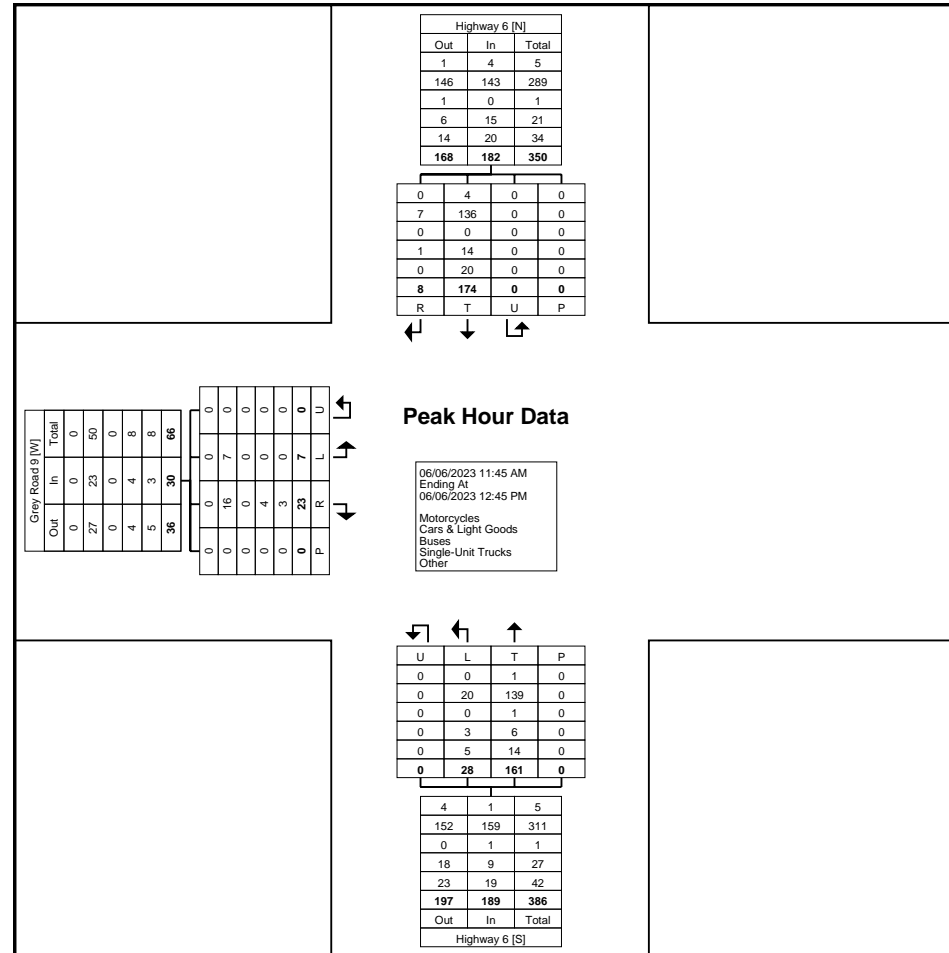 Highway 6 [N]
Out In Total
1 4 5
146 143 289
1 0 1
6 15 21
14 20 34
168 182 350
0 4 0 0
7 136 0 0
0 0 0 0
1 14 0 0
0 20 0 0
8 174 0 0
R T U P
Grey Road 9 [W]
Out In Total
0 0 0
27 23 50
0 0 0
4 4 8
5 3 8
36 30 66
0 0 0 0
0 16 7 0
0 0 0 0
0 4 0 0
0 3 0 0
0 23 7 0
P R L U
Peak Hour Data
06/06/2023 11:45 AM
Ending At
06/06/2023 12:45 PM
Motorcycles
Cars & Light Goods
Buses
Single-Unit Trucks
Other
U L T P
0 0 1 0
0 20 139 0
0 0 1 0
0 3 6 0
0 5 14 0
0 28 161 0
4 1 5
152 159 311
0 1 1
18 9 27
23 19 42
197 189 386
Out In Total
Highway 6 [S]